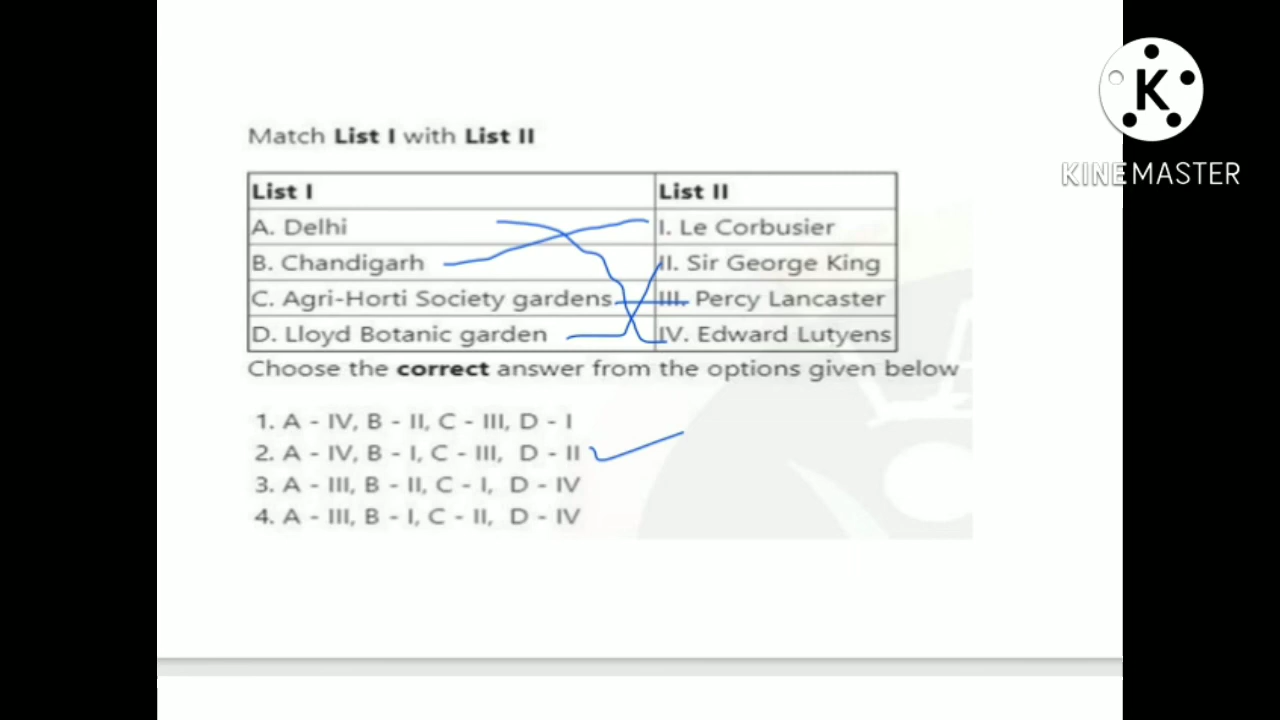 Match List I with List II
List I List II
A. Delhi I. Le Corbusier
B. Chandigarh II. Sir George King
C. Agri-Horti Society gardens III. Percy Lancaster
D. Lloyd Botanic garden IV. Edward Lutyens
Choose the correct answer from the options given below
1. A - IV, B - II, C - III, D - I
2. A - IV, B - I, C - III, D - II
3. A - III, B - II, C - I, D - IV
4. A - III, B - I, C - II, D - IV
K
KINEMASTER